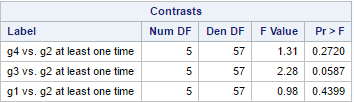 Contrasts
Label Num DF Den DF F Value Pr > F
g4 vs. g2 at least one time 5 57 1.31 0.2720
g3 vs. g2 at least one time 5 57 2.28 0.0587
g1 vs. g2 at least one time 5 57 0.98 0.4399